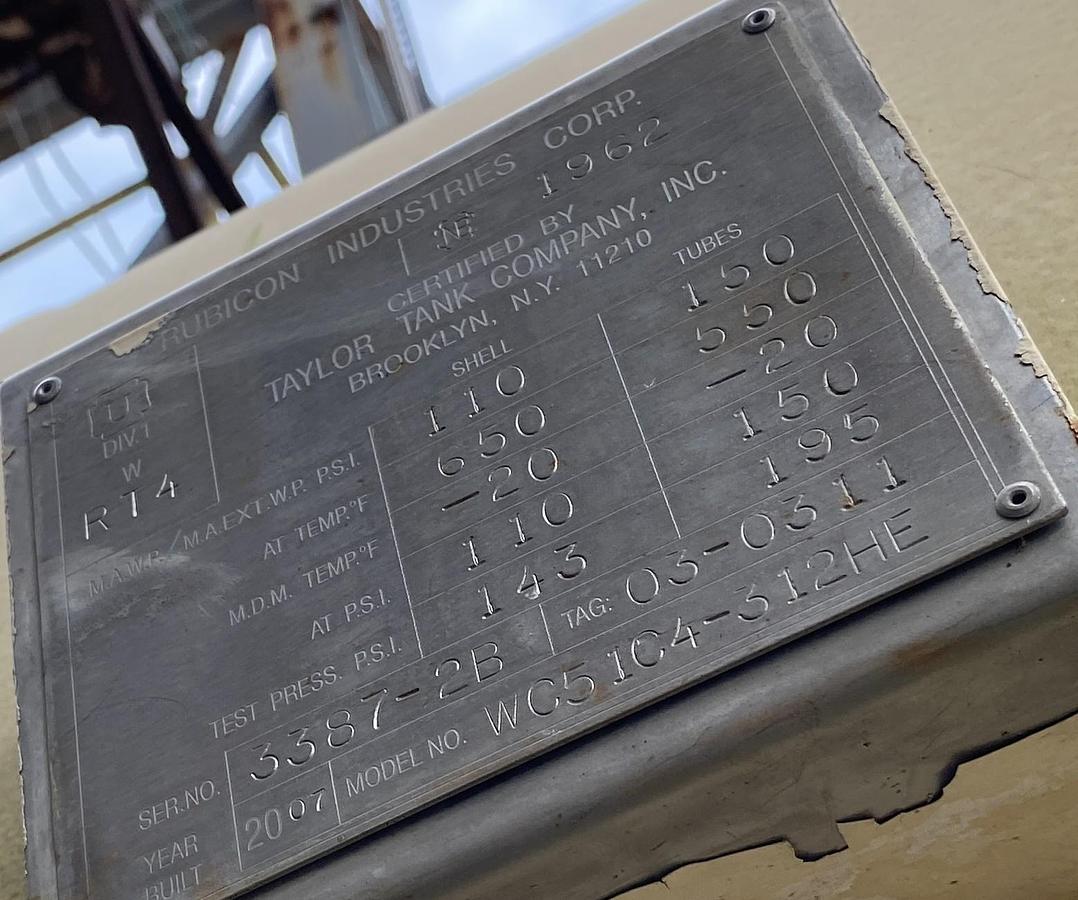 RUBICON INDUSTRIES CORP.
NB 1962
CERTIFIED BY
TAYLOR TANK COMPANY, INC.
BROOKLYN, N.Y. 11210
U
DIV.1
W
RT4
SHELL TUBES
M.A.W.P./M.A.EXT.W.P. P.S.I. 110 150
AT TEMP.°F 650 550
M.D.M. TEMP.°F -20 -20
AT P.S.I. 110 150
TEST PRESS. P.S.I. 143 195
SER.NO. 3387-2B TAG: 03-0311
YEAR BUILT 2007 MODEL NO. WC51C4-312HE